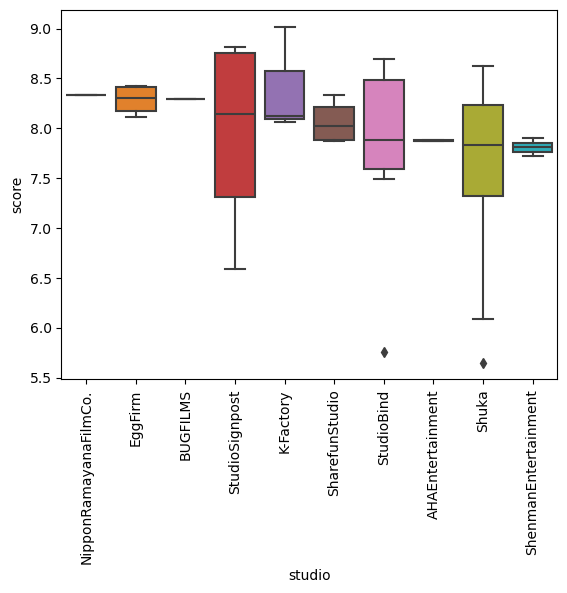 9.0
8.5
8.0
7.5
7.0
6.5
6.0
5.5
score
NipponRamayanaFilmCo.
EggFirm
BUGFILMS
StudioSignpost
K-Factory
SharefunStudio
StudioBind
AHAEntertainment
Shuka
ShenmanEntertainment
studio